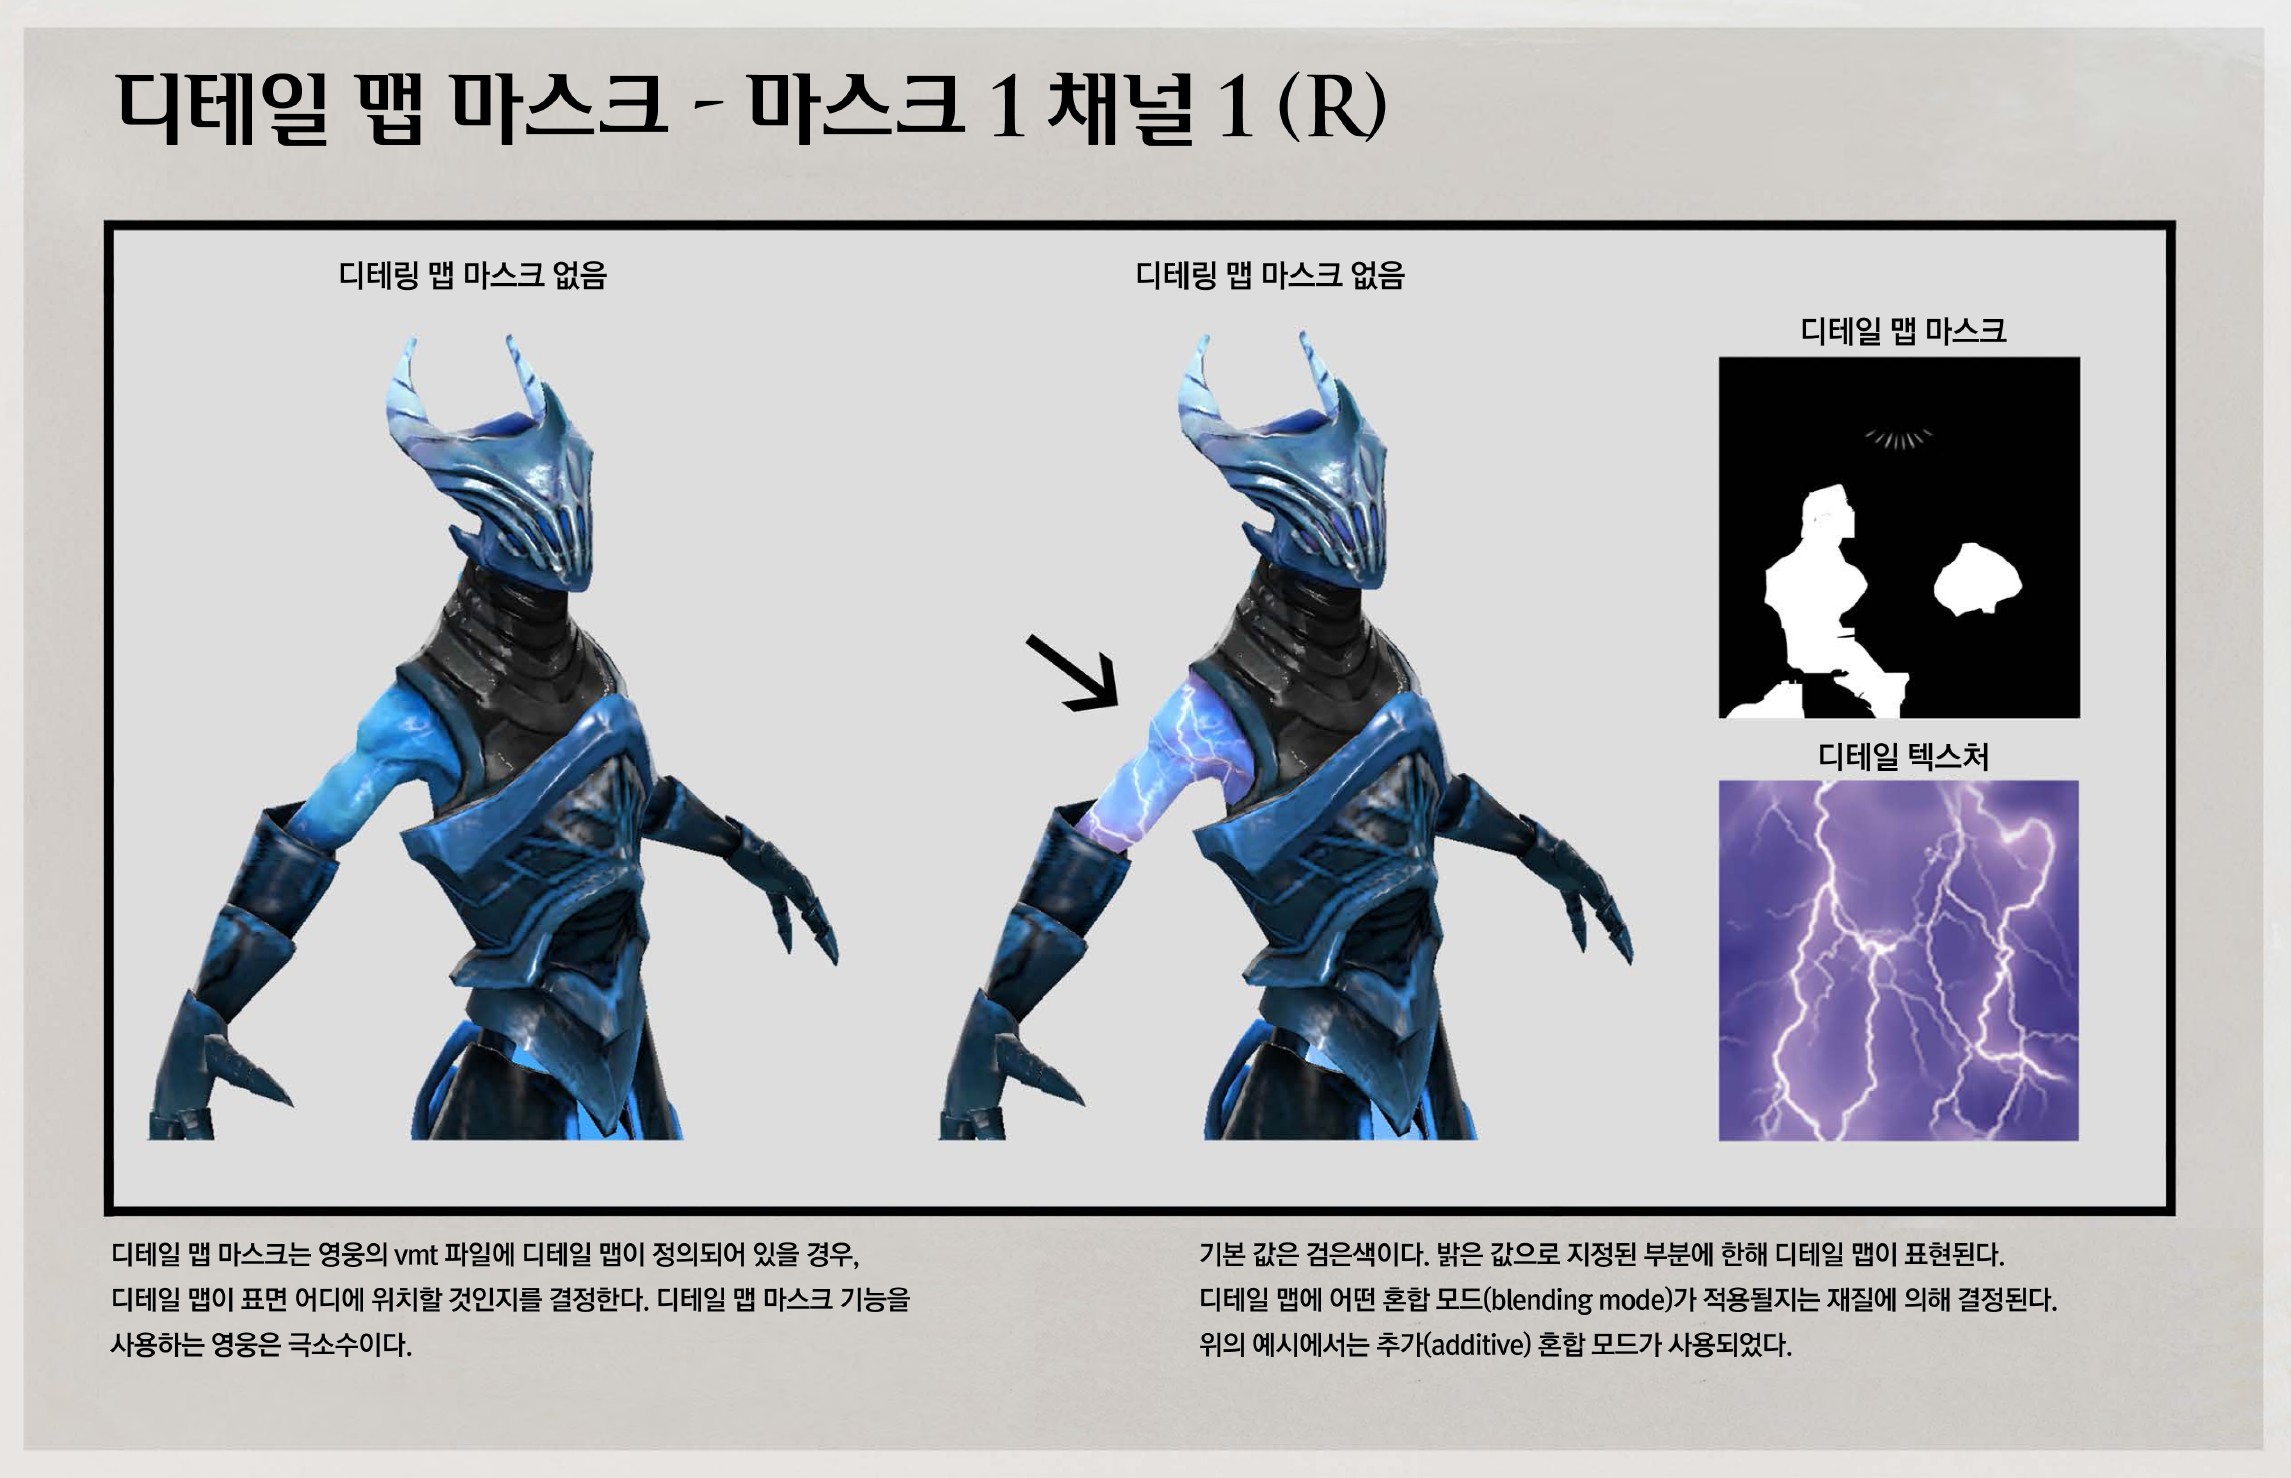 디테일 맵 마스크 - 마스크 1 채널 1 (R)
디테링 맵 마스크 없음
디테링 맵 마스크 없음
디테일 맵 마스크
디테일 텍스처
디테일 맵 마스크는 영웅의 vmt 파일에 디테일 맵이 정의되어 있을 경우,
디테일 맵이 표면 어디에 위치할 것인지를 결정한다. 디테일 맵 마스크 기능을
사용하는 영웅은 극소수이다.
기본 값은 검은색이다. 밝은 값으로 지정된 부분에 한해 디테일 맵이 표현된다.
디테일 맵에 어떤 혼합 모드(blending mode)가 적용될지는 재질에 의해 결정된다.
위의 예시에서는 추가(additive) 혼합 모드가 사용되었다.